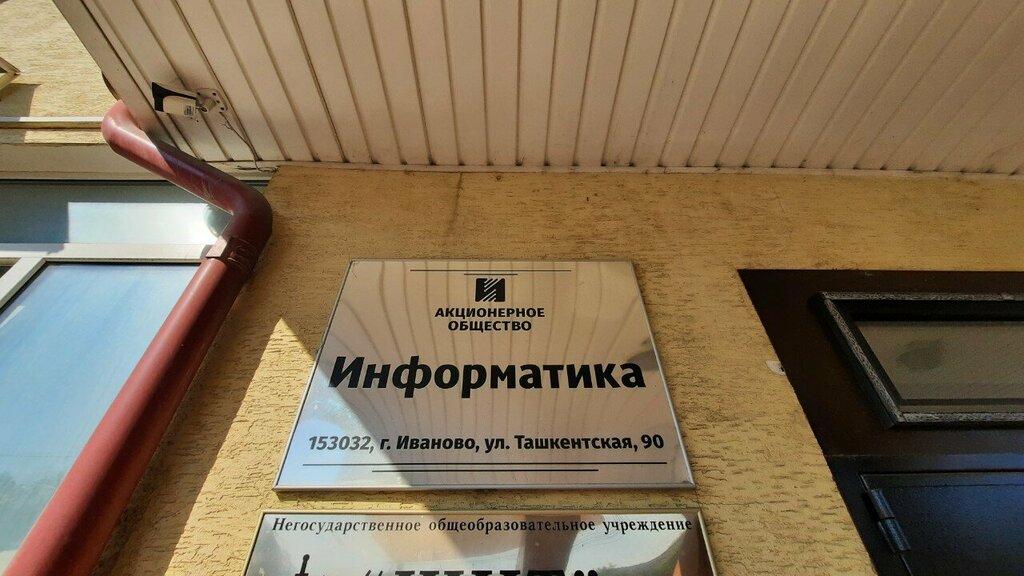 АКЦИОНЕРНОЕ
ОБЩЕСТВО
Информатика
153032, г. Иваново, ул. Ташкентская, 90
Негосударственное общеобразовательное учреждение